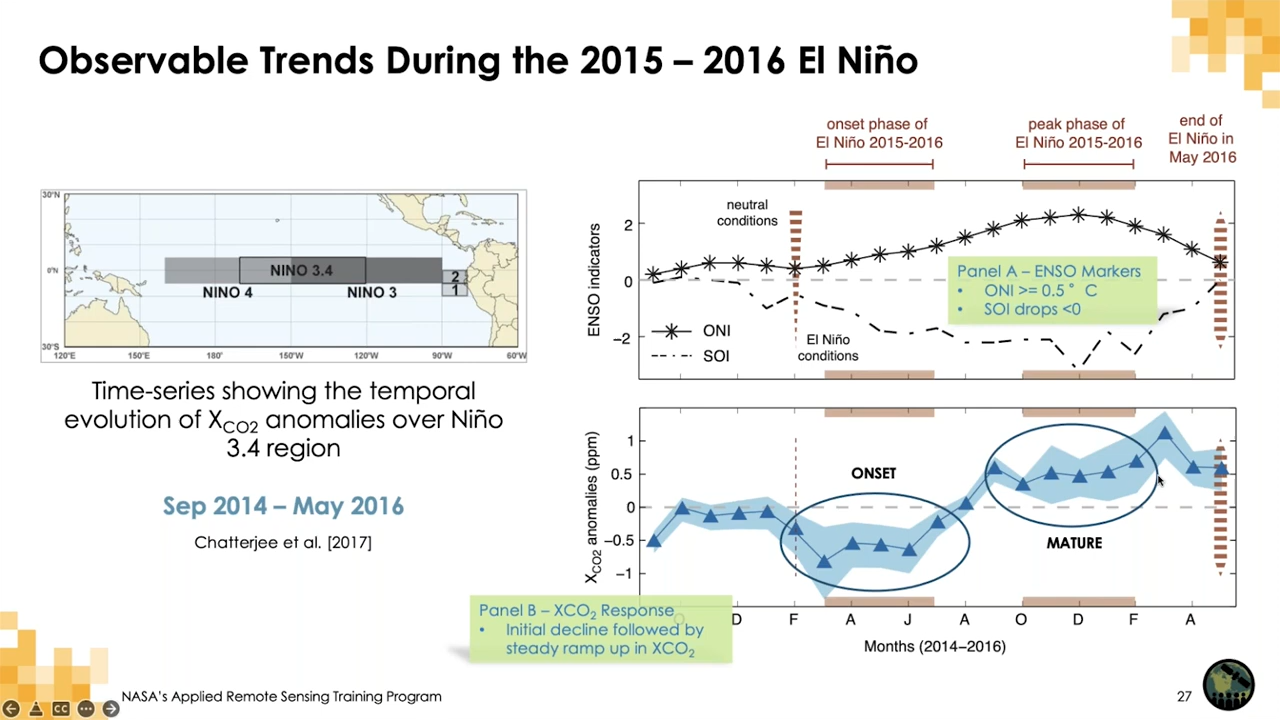 Observable Trends During the 2015 – 2016 El Niño
30°N
0°N
30°S
120°E
150°E
180°
150°W
120°W
90°W
60°W
NINO 3.4
NINO 4
NINO 3
2
1
Time-series showing the temporal
evolution of XCO2 anomalies over Niño
3.4 region
Sep 2014 – May 2016
Chatterjee et al. [2017]
onset phase of
El Niño 2015-2016
peak phase of
El Niño 2015-2016
end of
El Niño in
May 2016
ENSO indicators
2
0
−2
neutral
conditions
El Niño
conditions
ONI
SOI
Panel A – ENSO Markers
• ONI >= 0.5° C
• SOI drops <0
XCO2 anomalies (ppm)
1
0.5
0
−0.5
−1
ONSET
MATURE
Panel B – XCO2 Response
• Initial decline followed by
steady ramp up in XCO2
O D F A J A O D F A
Months (2014–2016)
NASA's Applied Remote Sensing Training Program
CC
27